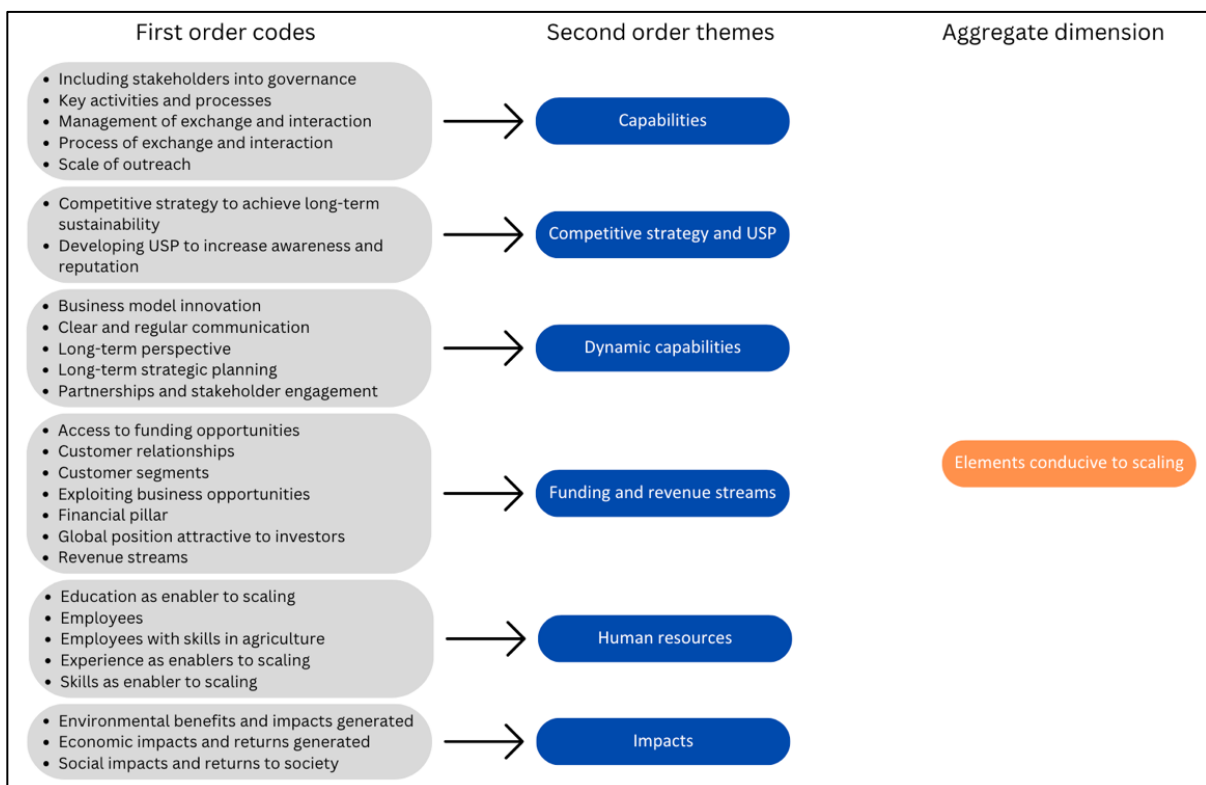 First order codes
Second order themes
Aggregate dimension
• Including stakeholders into governance
• Key activities and processes
• Management of exchange and interaction
• Process of exchange and interaction
• Scale of outreach
Capabilities
• Competitive strategy to achieve long-term
sustainability
• Developing USP to increase awareness and
reputation
Competitive strategy and USP
• Business model innovation
• Clear and regular communication
• Long-term perspective
• Long-term strategic planning
• Partnerships and stakeholder engagement
Dynamic capabilities
• Access to funding opportunities
• Customer relationships
• Customer segments
• Exploiting business opportunities
• Financial pillar
• Global position attractive to investors
• Revenue streams
Funding and revenue streams
Elements conducive to scaling
• Education as enabler to scaling
• Employees
• Employees with skills in agriculture
• Experience as enablers to scaling
• Skills as enabler to scaling
Human resources
• Environmental benefits and impacts generated
• Economic impacts and returns generated
• Social impacts and returns to society
Impacts